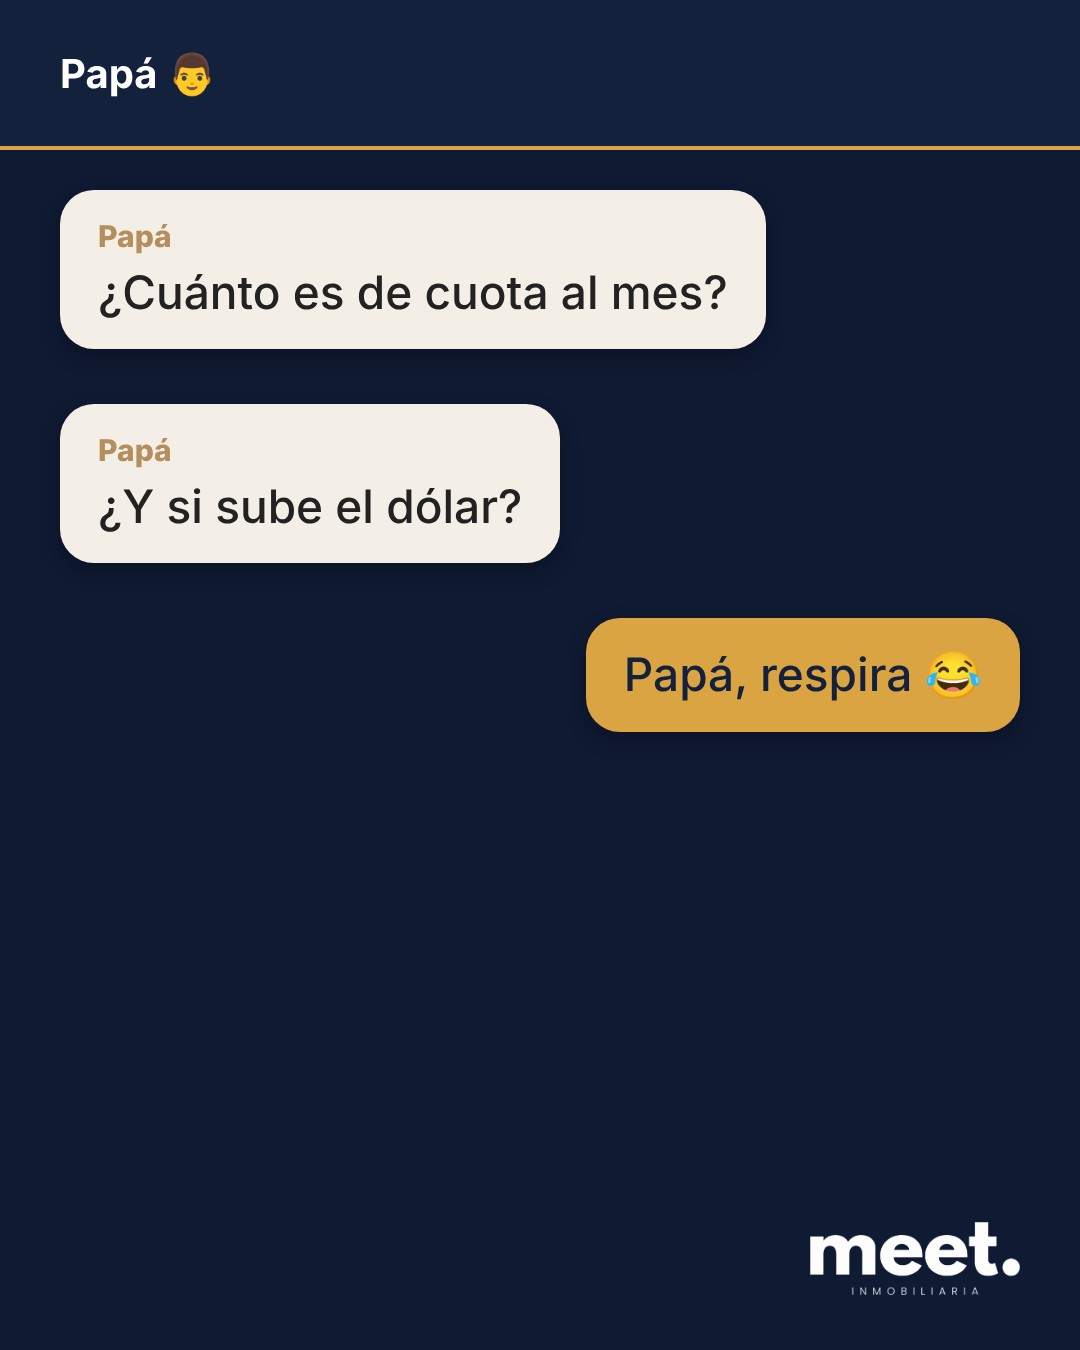 Papá 👨
Papá
¿Cuánto es de cuota al mes?
Papá
¿Y si sube el dólar?
Papá, respira 😂
meet.
INMOBILIARIA